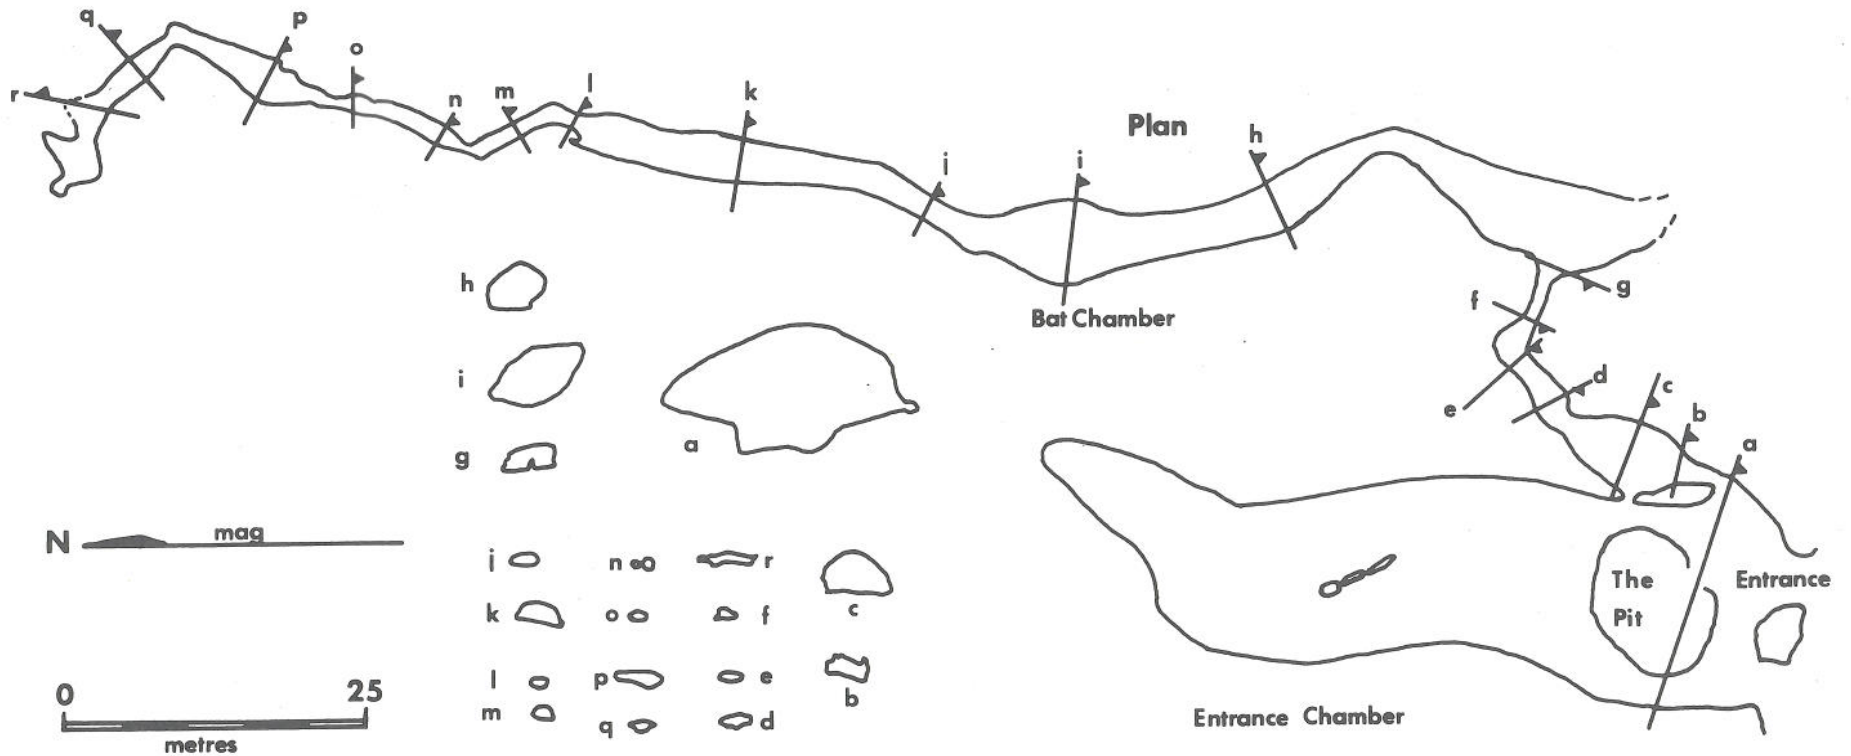 q
p
o
r
n
m
l
k
Plan
h
j
i
Bat Chamber
g
f
e
d
c
b
a
h
i
g
a
N
mag
j
k
l
m
n
o
p
q
r
f
e
d
c
b
The
Pit
Entrance
Entrance Chamber
0
25
metres